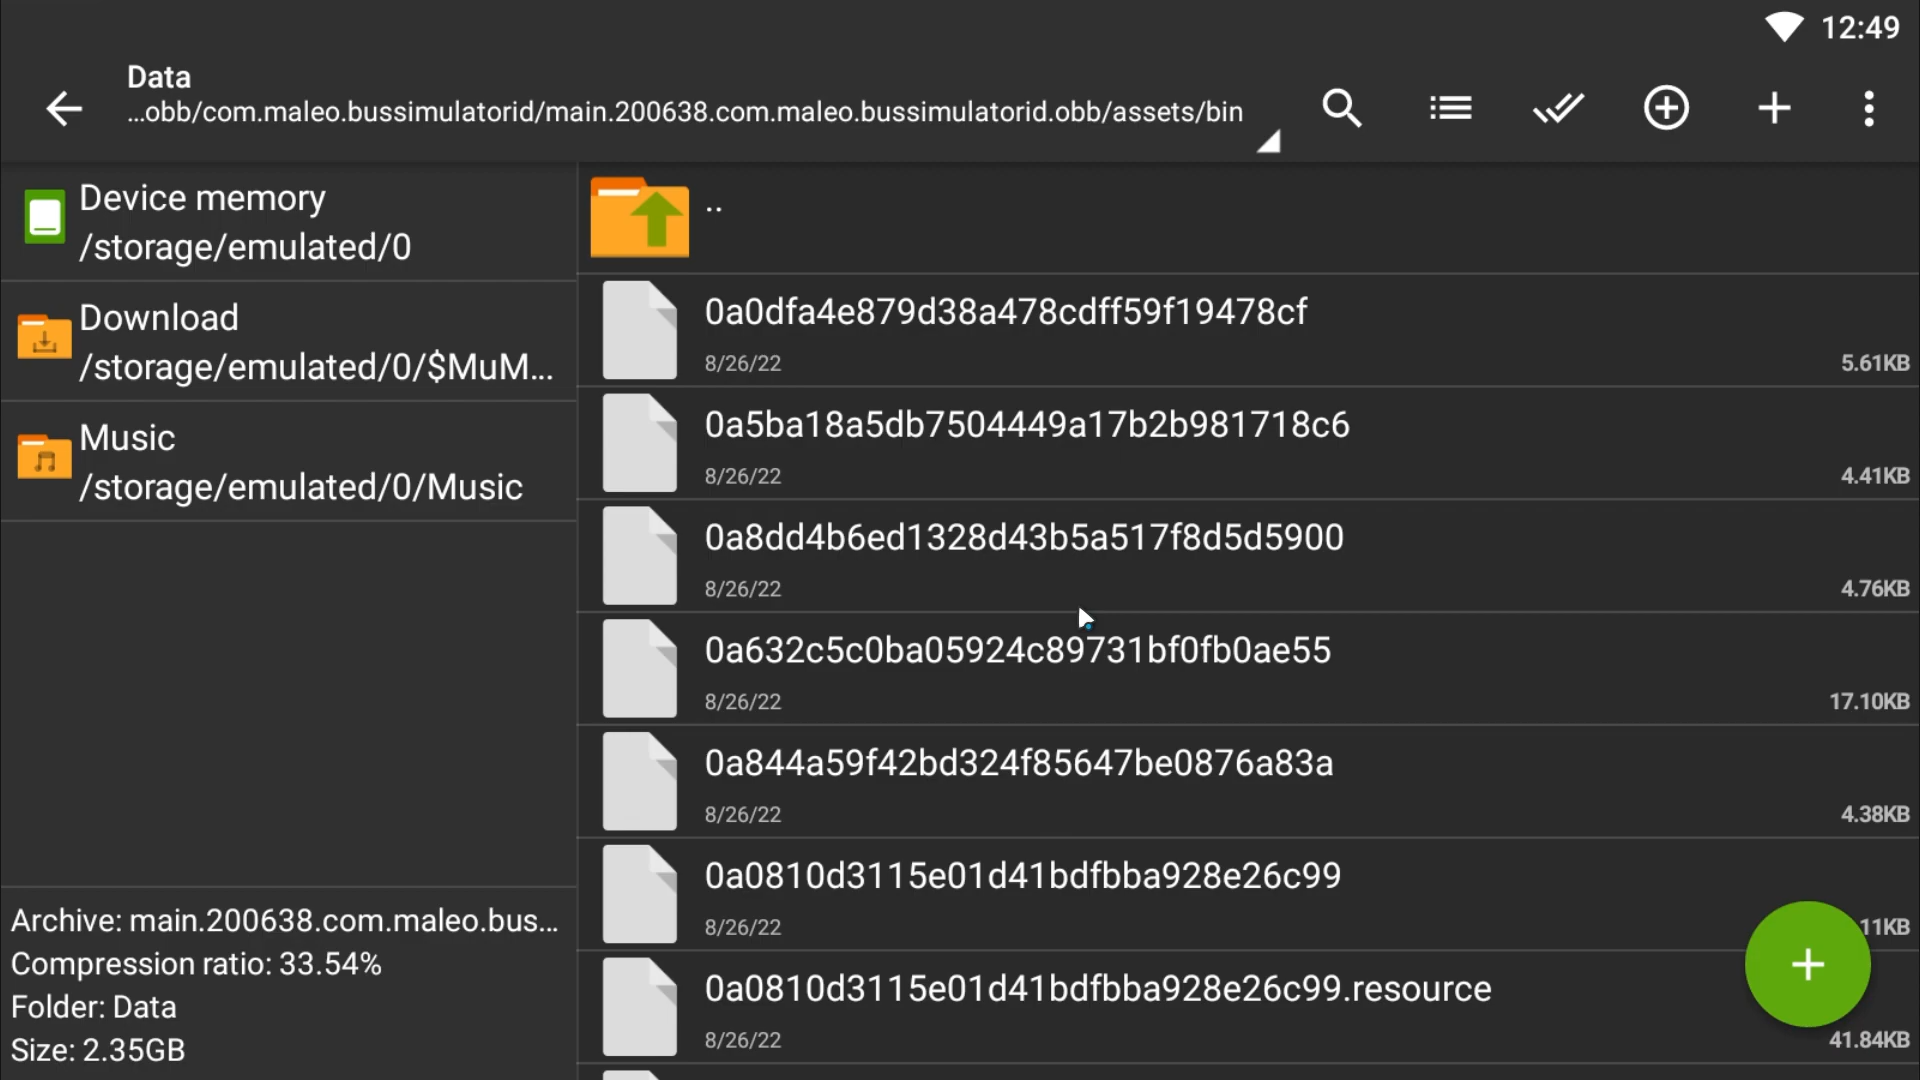 12:49
Data
...obb/com.maleo.bussimulatorid/main.200638.com.maleo.bussimulatorid.obb/assets/bin
Device memory
/storage/emulated/0
Download
/storage/emulated/0/$MuM...
Music
/storage/emulated/0/Music
Archive: main.200638.com.maleo.bus...
Compression ratio: 33.54%
Folder: Data
Size: 2.35GB
..
0a0dfa4e879d38a478cdff59f19478cf
8/26/22
5.61KB
0a5ba18a5db7504449a17b2b981718c6
8/26/22
4.41KB
0a8dd4b6ed1328d43b5a517f8d5d5900
8/26/22
4.76KB
0a632c5c0ba05924c89731bf0fb0ae55
8/26/22
17.10KB
0a844a59f42bd324f85647be0876a83a
8/26/22
4.38KB
0a0810d3115e01d41bdfbba928e26c99
8/26/22
11KB
0a0810d3115e01d41bdfbba928e26c99.resource
8/26/22
41.84KB